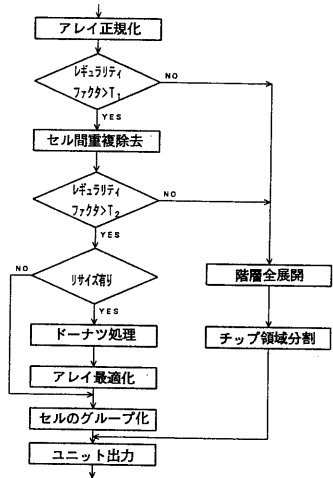 アレイ正規化
レギュラリティ
ファクタ>T1
NO
YES
セル間重複除去
レギュラリティ
ファクタ>T2
NO
YES
リサイズ有り
NO
YES
階層全展開
ドーナツ処理
チップ領域分割
アレイ最適化
セルのグループ化
ユニット出力